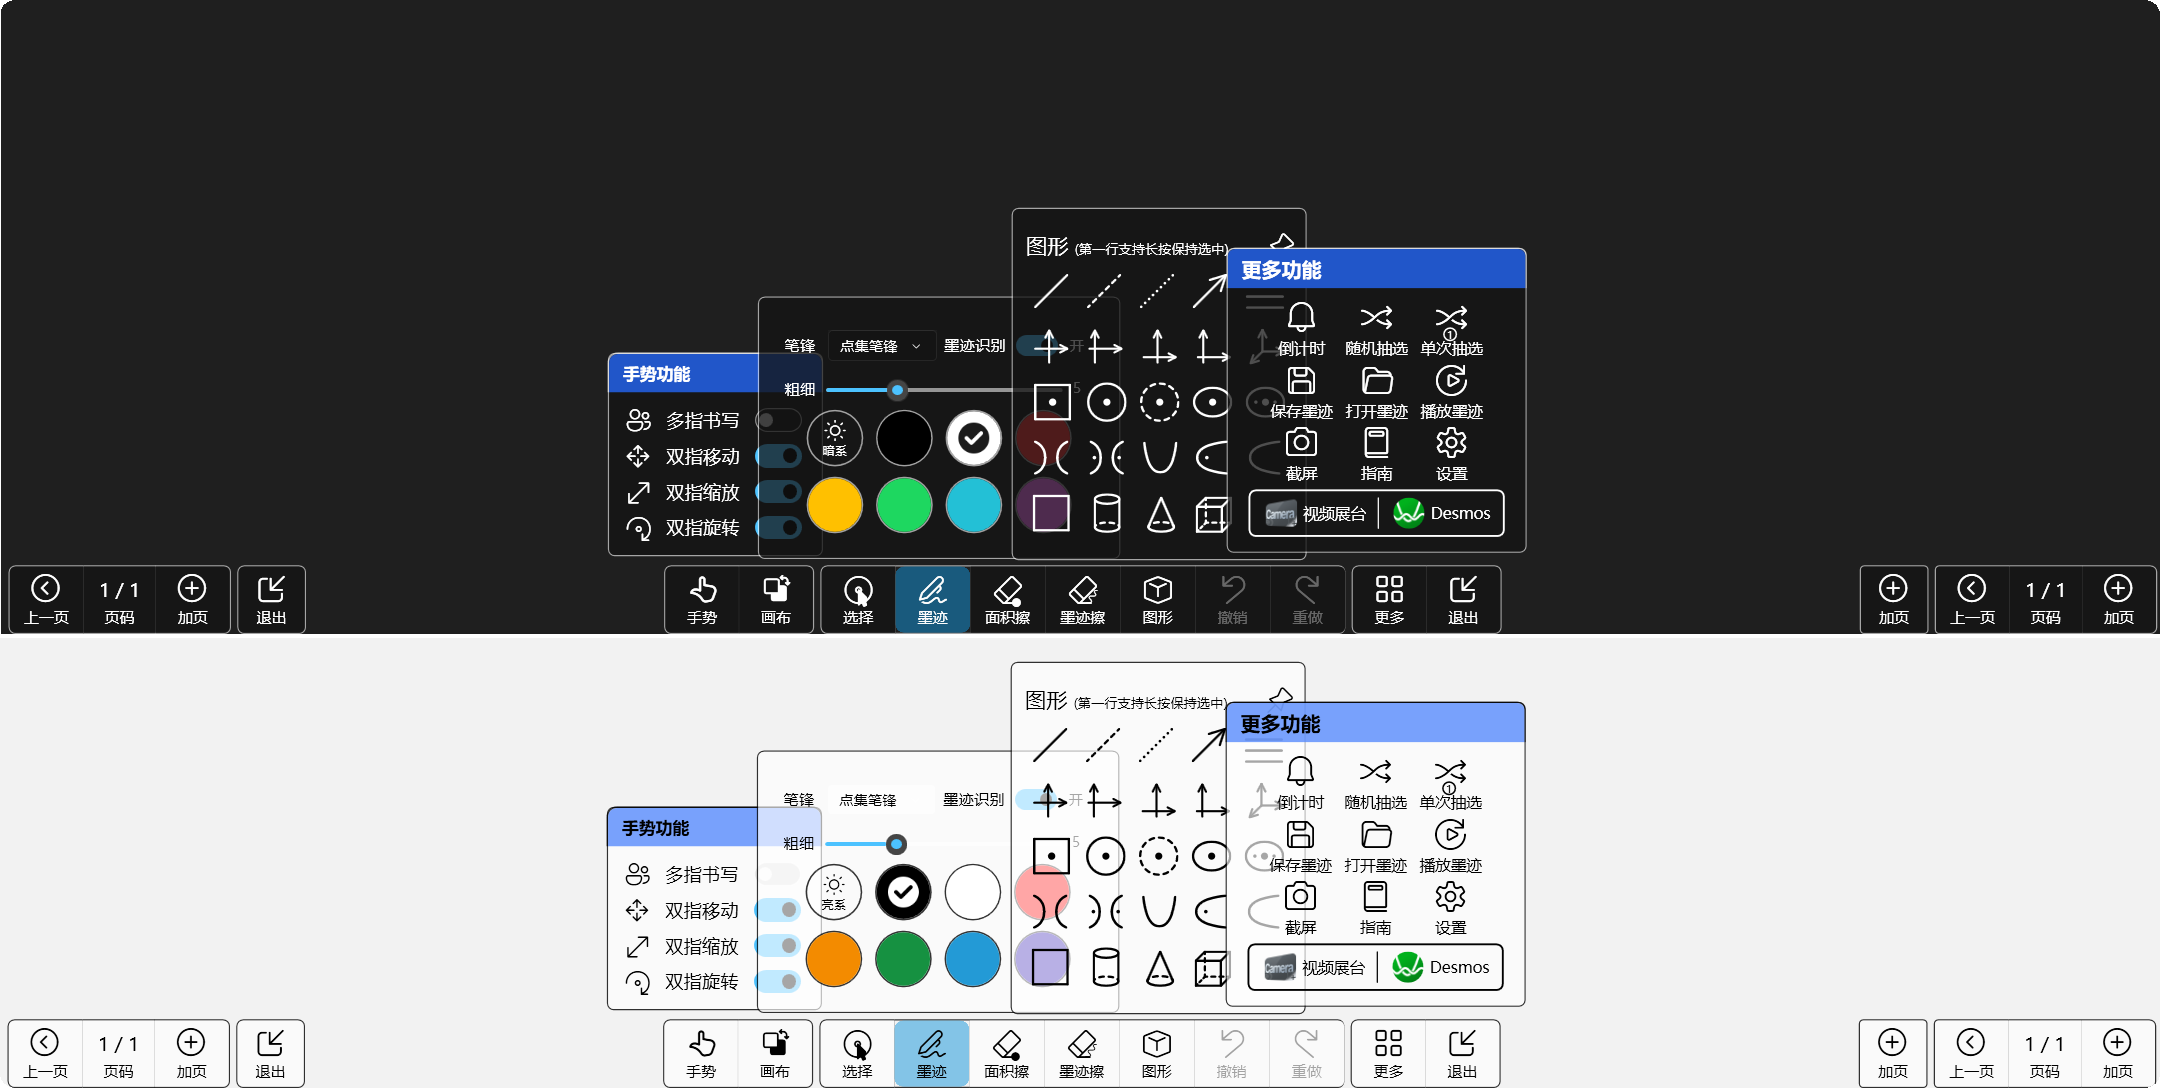 图形 (第一行支持长按保持选中)
更多功能
倒计时 随机抽选 单次抽选
保存墨迹 打开墨迹 播放墨迹
截屏 指南 设置
Camera 视频展台 Desmos
笔锋 点集笔锋 墨迹识别 开
粗细 5
暗系
手势功能
多指书写
双指移动
双指缩放
双指旋转
上一页 1 / 1 页码 加页 退出
手势 画布 选择 墨迹 面积擦 墨迹擦 图形 撤销 重做 更多 退出
加页 上一页 1 / 1 页码 加页
图形 (第一行支持长按保持选中)
更多功能
倒计时 随机抽选 单次抽选
保存墨迹 打开墨迹 播放墨迹
截屏 指南 设置
Camera 视频展台 Desmos
笔锋 点集笔锋 墨迹识别 开
粗细 5
亮系
手势功能
多指书写
双指移动
双指缩放
双指旋转
上一页 1 / 1 页码 加页 退出
手势 画布 选择 墨迹 面积擦 墨迹擦 图形 撤销 重做 更多 退出
加页 上一页 1 / 1 页码 加页